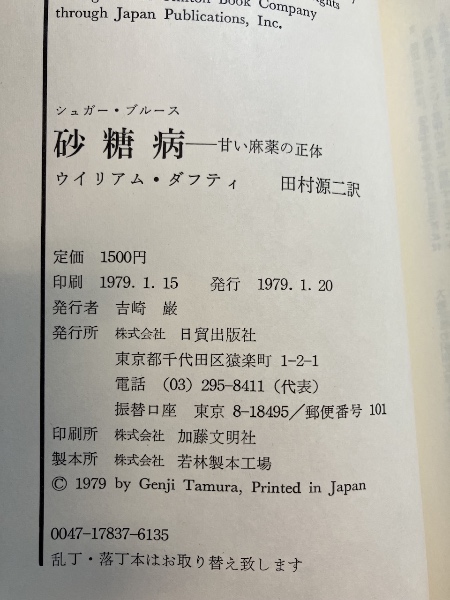 Book Company
through Japan Publications, Inc.
シュガー・ブルース
砂糖病──甘い麻薬の正体
ウイリアム・ダフティ 田村源二訳
定価 1500円
印刷 1979. 1. 15 発行 1979. 1. 20
発行者 吉崎 巌
発行所 株式会社 日貿出版社
東京都千代田区猿楽町 1-2-1
電話 (03) 295-8411 (代表)
振替口座 東京 8-18495/郵便番号 101
印刷所 株式会社 加藤文明社
製本所 株式会社 若林製本工場
© 1979 by Genji Tamura, Printed in Japan
0047-17837-6135
乱丁・落丁本はお取り替え致します